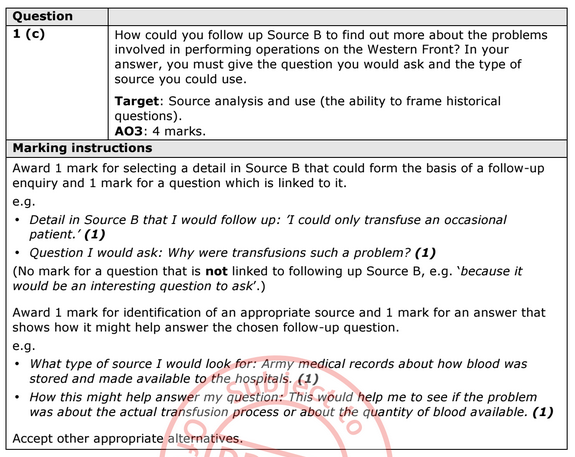 Question
1 (c)
How could you follow up Source B to find out more about the problems
involved in performing operations on the Western Front? In your
answer, you must give the question you would ask and the type of
source you could use.
Target: Source analysis and use (the ability to frame historical
questions).
AO3: 4 marks.
Marking instructions
Award 1 mark for selecting a detail in Source B that could form the basis of a follow-up
enquiry and 1 mark for a question which is linked to it.
e.g.
• Detail in Source B that I would follow up: 'I could only transfuse an occasional
patient.' (1)
• Question I would ask: Why were transfusions such a problem? (1)
(No mark for a question that is not linked to following up Source B, e.g. 'because it
would be an interesting question to ask'.)
Award 1 mark for identification of an appropriate source and 1 mark for an answer that
shows how it might help answer the chosen follow-up question.
e.g.
• What type of source I would look for: Army medical records about how blood was
stored and made available to the hospitals. (1)
• How this might help answer my question: This would help me to see if the problem
was about the actual transfusion process or about the quantity of blood available. (1)
Accept other appropriate alternatives.
Subject to